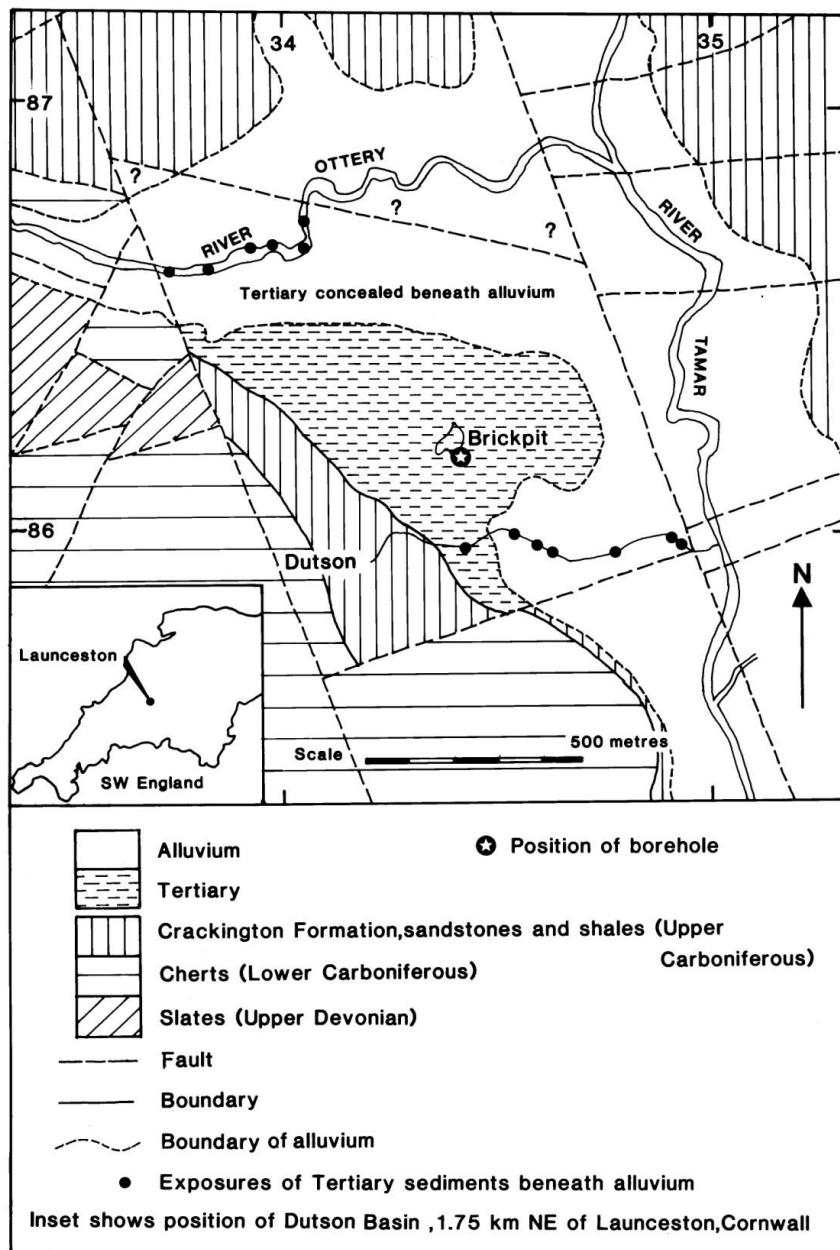 34
35
87
OTTERY
?
?
?
RIVER
RIVER
Tertiary concealed beneath alluvium
TAMAR
Brickpit
86
Dutson
N
Launceston
SW England
Scale
500 metres
Alluvium
Position of borehole
Tertiary
Crackington Formation,sandstones and shales (Upper
Carboniferous)
Cherts (Lower Carboniferous)
Slates (Upper Devonian)
Fault
Boundary
Boundary of alluvium
Exposures of Tertiary sediments beneath alluvium
Inset shows position of Dutson Basin ,1.75 km NE of Launceston,Cornwall